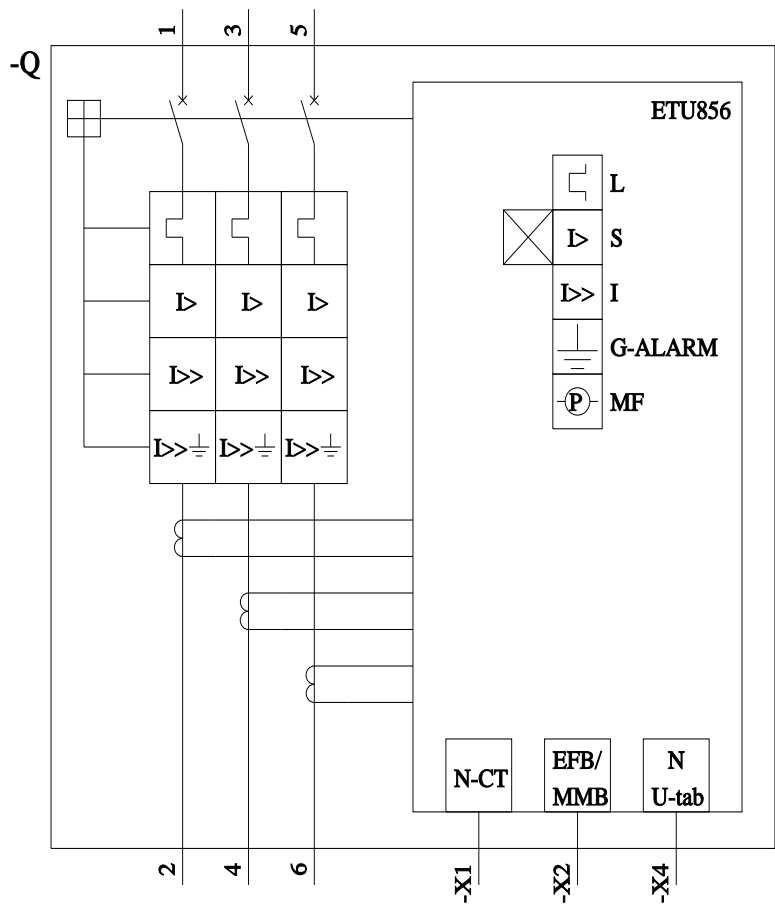 1 3 5
-Q
ETU856
L
I> S
I> I> I>
I>> I
G-ALARM
I>> I>> I>>
P MF
I>> I>> I>>
N-CT
EFB/
MMB
N
U-tab
2 4 6 -X1 -X2 -X4